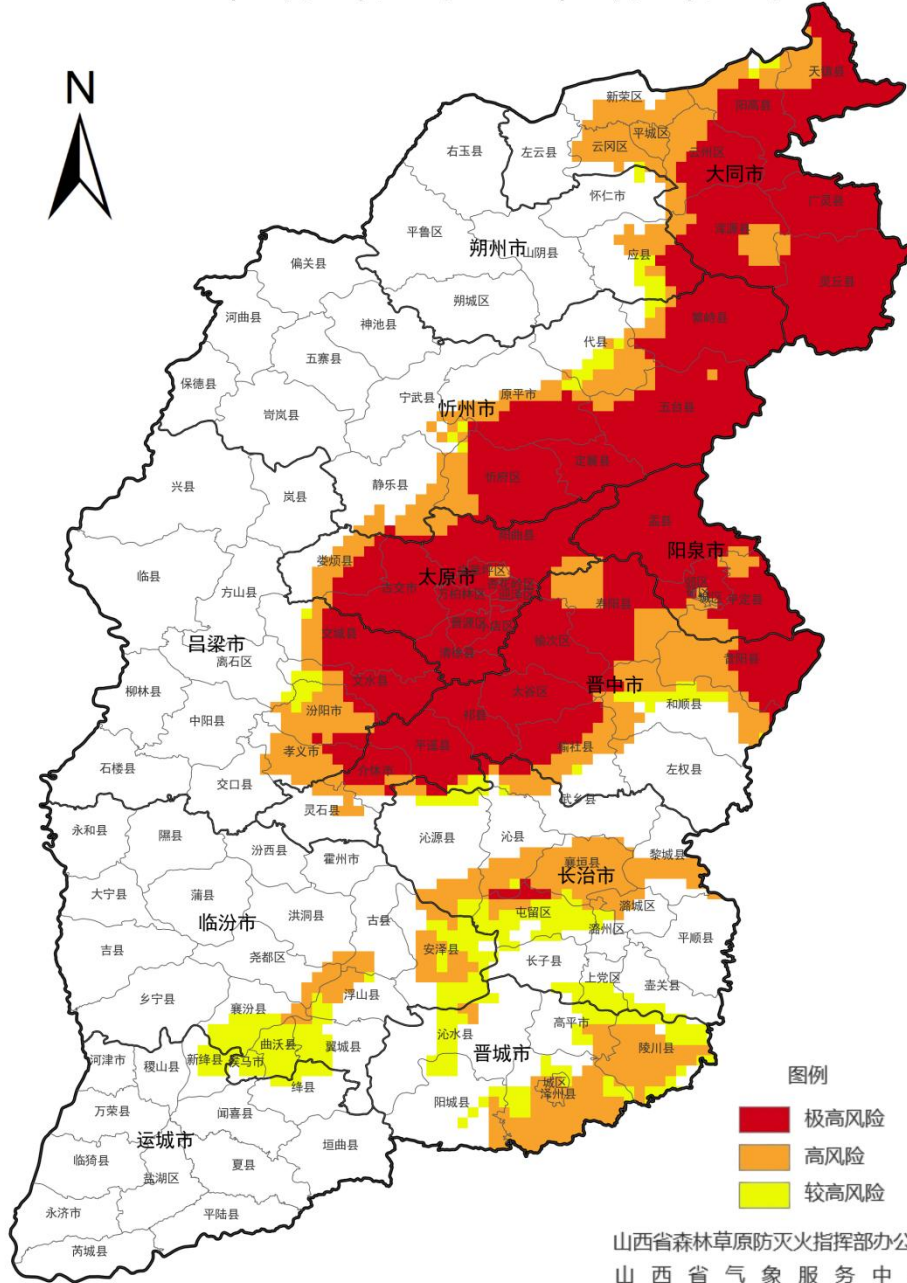 N
天镇县
阳高县
新荣区
平城区
云冈区
云州区
大同市
右玉县
左云县
怀仁市
广灵县
浑源县
平鲁区
朔州市
山阴县
应县
灵丘县
偏关县
朔城区
繁峙县
河曲县
神池县
代县
五寨县
保德县
宁武县
原平市
忻州市
五台县
岢岚县
定襄县
忻府区
静乐县
兴县
岚县
盂县
阳曲县
娄烦县
阳泉市
太原市
古交市
万柏林区
郊区
城区
平定县
临县
方山县
寿阳县
晋源区
小店区
交城县
榆次区
吕梁市
清徐县
离石区
昔阳县
文水县
太谷区
晋中市
柳林县
和顺县
汾阳市
中阳县
祁县
孝义市
平遥县
榆社县
石楼县
介休市
左权县
交口县
灵石县
武乡县
永和县
隰县
沁源县
沁县
汾西县
霍州市
黎城县
襄垣县
大宁县
蒲县
长治市
屯留区
潞城区
临汾市
洪洞县
古县
潞州区
平顺县
吉县
尧都区
安泽县
长子县
上党区
壶关县
乡宁县
浮山县
襄汾县
沁水县
高平市
曲沃县
翼城县
陵川县
河津市
稷山县
新绛县
侯马市
晋城市
绛县
城区
泽州县
阳城县
万荣县
闻喜县
运城市
垣曲县
临猗县
夏县
盐湖区
永济市
平陆县
芮城县
图例
极高风险
高风险
较高风险
山西省森林草原防灭火指挥部办公
山西省气象服务中